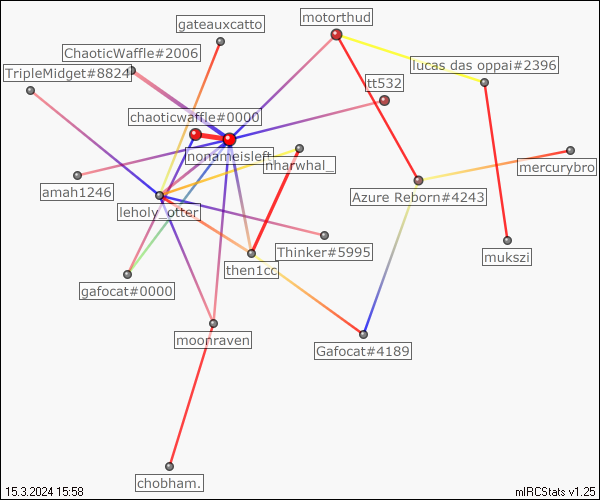 motorthud
gateauxcatto
ChaoticWaffle#2006
lucas das oppai#2396
TripleMidget#8824
tt532
chaoticwaffle#0000
nonameisleft
nharwhal_
mercurybro
amah1246
Azure Reborn#4243
leholy_otter
Thinker#5995
mukszi
then1cc
gafocat#0000
moonraven
Gafocat#4189
chobham.
15.3.2024 15:58
mIRCStats v1.25